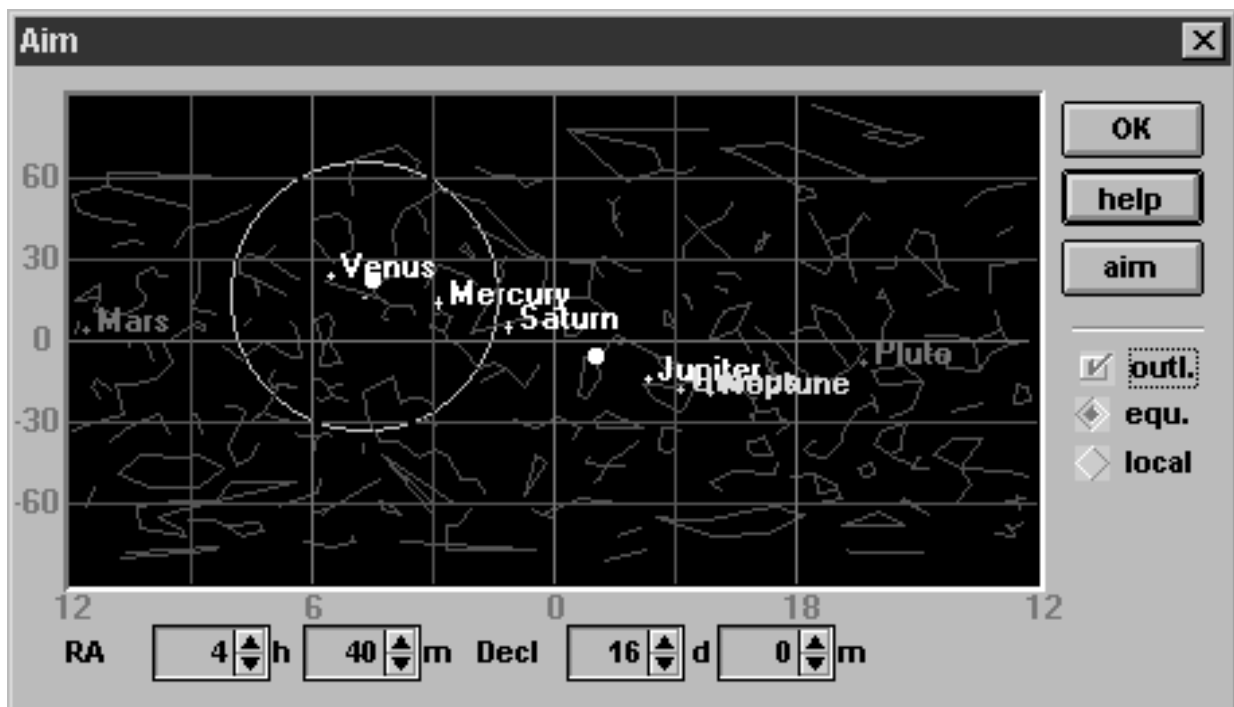 Aim
OK
60
help
30
Venus
aim
Mercury
Saturn
Mars
0
Pluto
Jupiter
Neptune
outl.
-30
equ.
local
-60
12 6 0 18 12
RA 4 h 40 m Decl 16 d 0 m